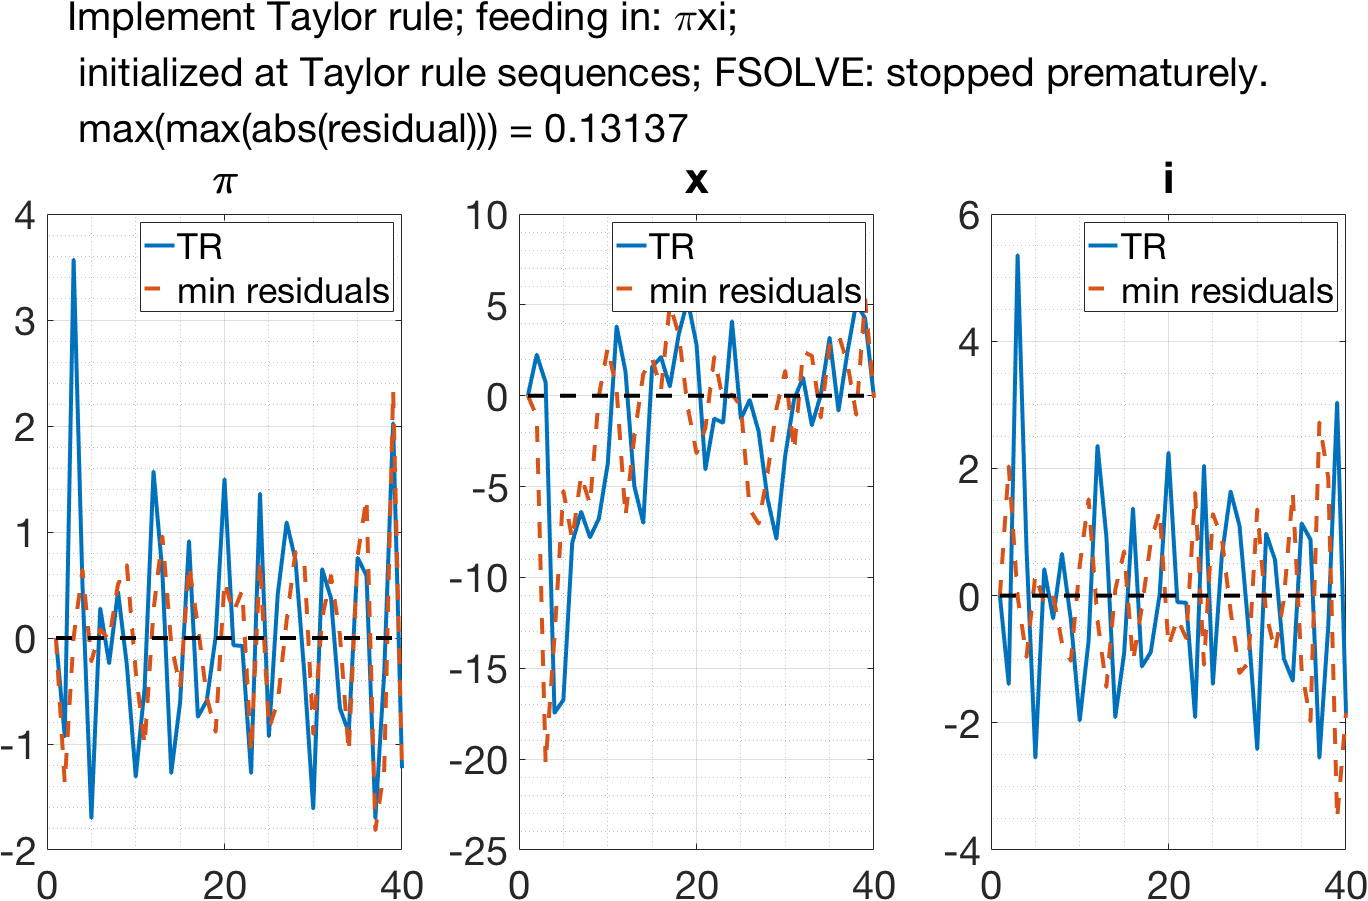 Implement Taylor rule; feeding in: πxi;
initialized at Taylor rule sequences; FSOLVE: stopped prematurely.
max(max(abs(residual))) = 0.13137
π
4
3
2
1
0
-1
-2
0
20
40
TR
min residuals
x
10
5
0
-5
-10
-15
-20
-25
0
20
40
TR
min residuals
i
6
4
2
0
-2
-4
0
20
40
TR
min residuals